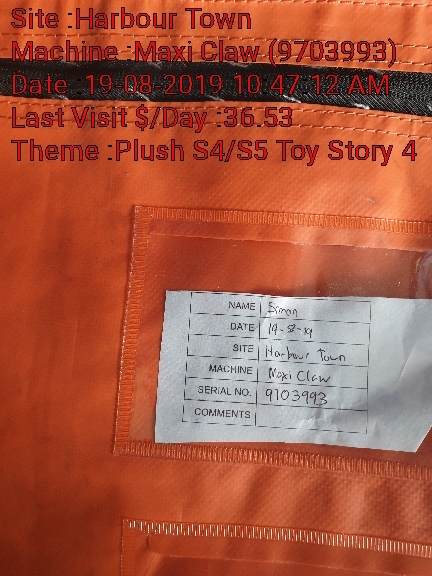 Site :Harbour Town
Machine :Maxi Claw (9703993)
Date :19-08-2019 10:47:12 AM
Last Visit $/Day :36.53
Theme :Plush S4/S5 Toy Story 4
NAME Simon
DATE 19-8-19
SITE Harbour Town
MACHINE Maxi Claw
SERIAL NO. 9703993
COMMENTS